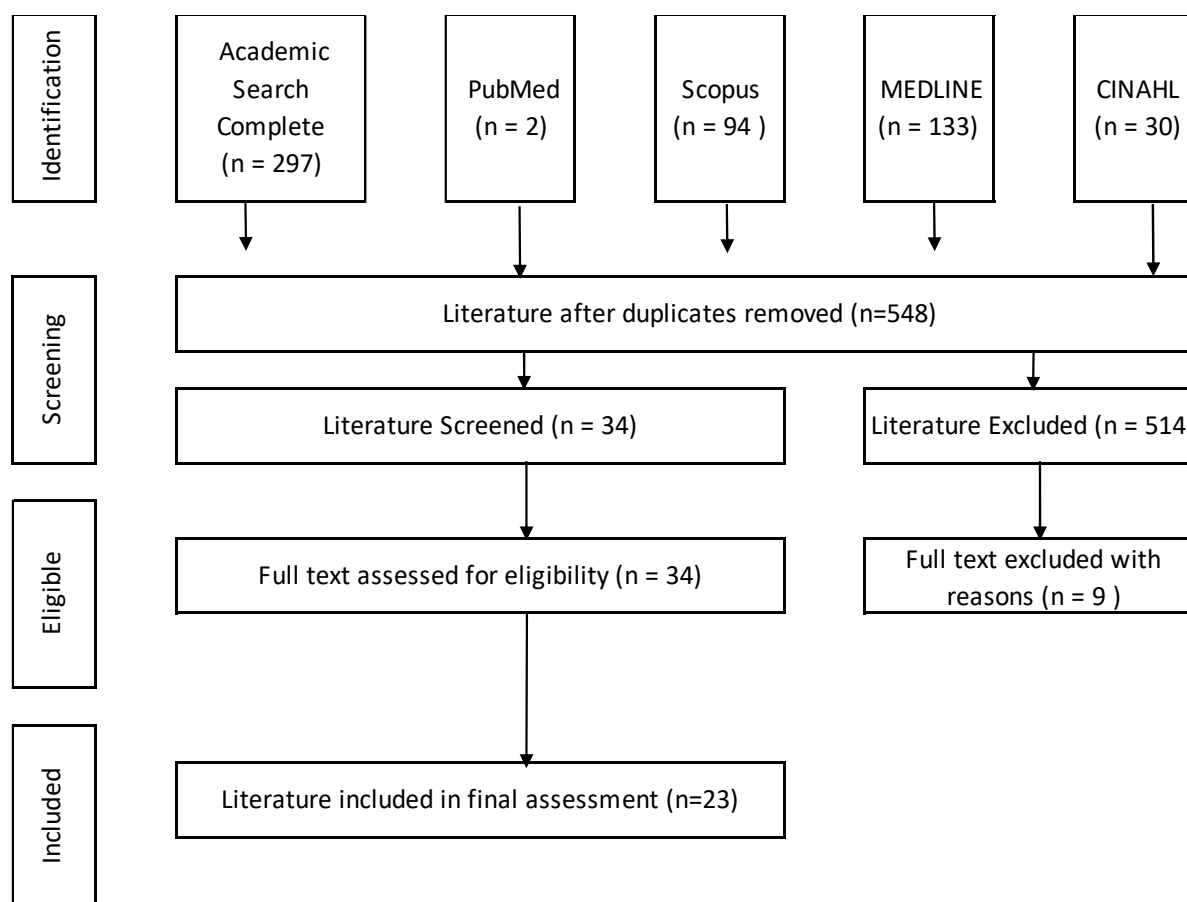 Identification
Academic
Search
Complete
(n = 297)
PubMed
(n = 2)
Scopus
(n = 94 )
MEDLINE
(n = 133)
CINAHL
(n = 30)
Screening
Literature after duplicates removed (n=548)
Literature Screened (n = 34)
Literature Excluded (n = 514
Eligible
Full text assessed for eligibility (n = 34)
Full text excluded with
reasons (n = 9 )
Included
Literature included in final assessment (n=23)